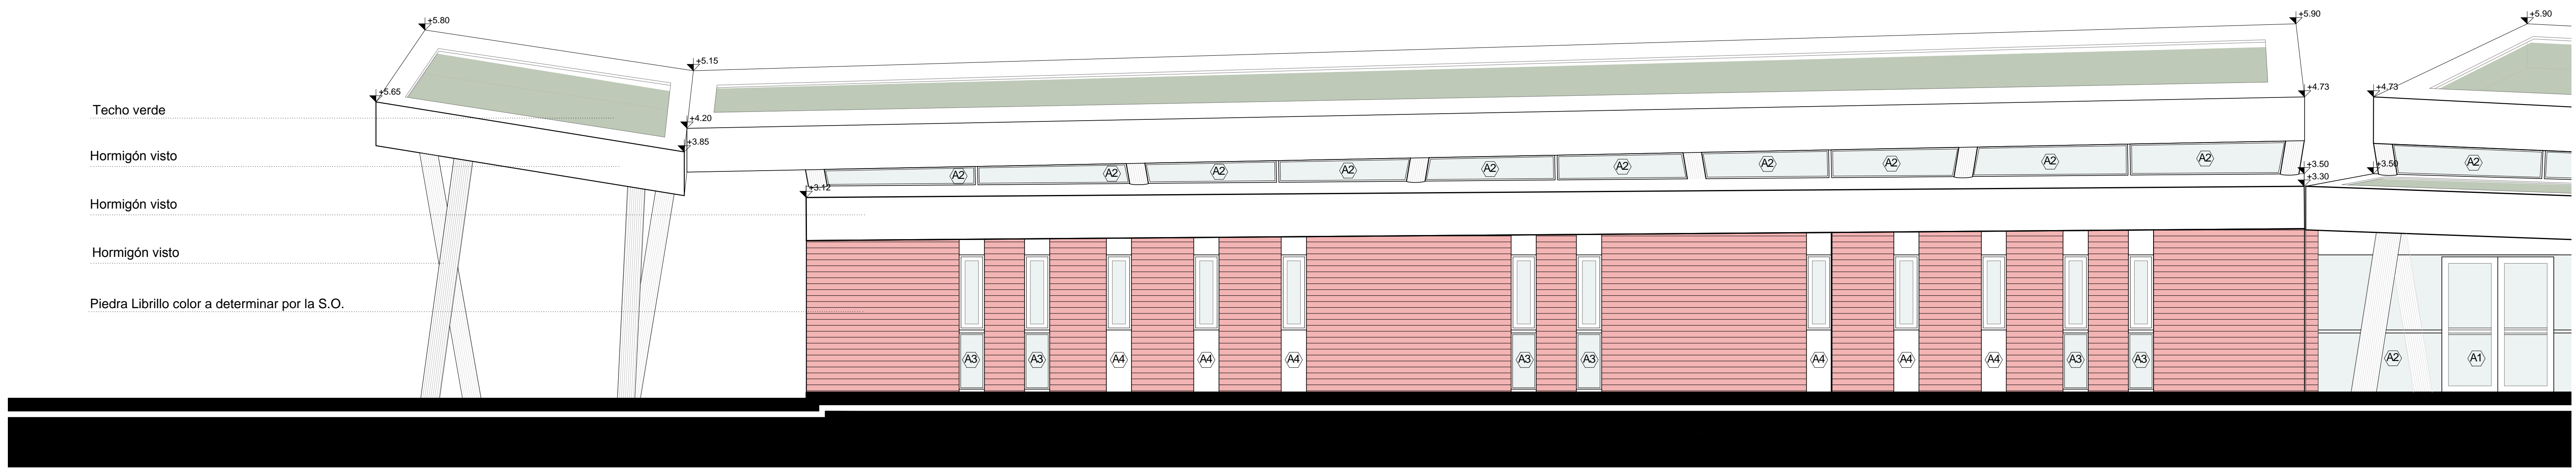 +5.80
+5.90
+5.90
+5.15
+5.65
+4.73
+4.73
Techo verde
+4.20
+3.85
Hormigón visto
A2
A2
A2
A2
A2
A2
A2
A2
A2
A2
A2
+3.50
+3.50
+3.30
+3.12
Hormigón visto
Hormigón visto
Piedra Librillo color a determinar por la S.O.
A3
A3
A4
A4
A4
A3
A3
A4
A4
A4
A3
A3
A2
A1